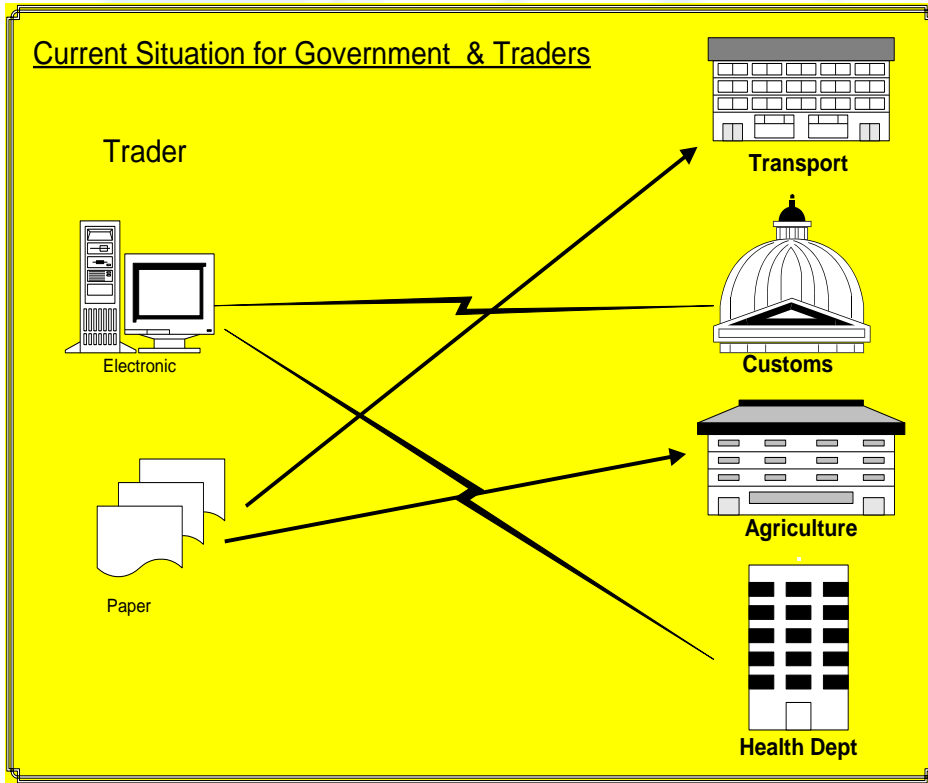 Current Situation for Government & Traders
Trader
Transport
Electronic
Customs
Agriculture
Paper
Health Dept